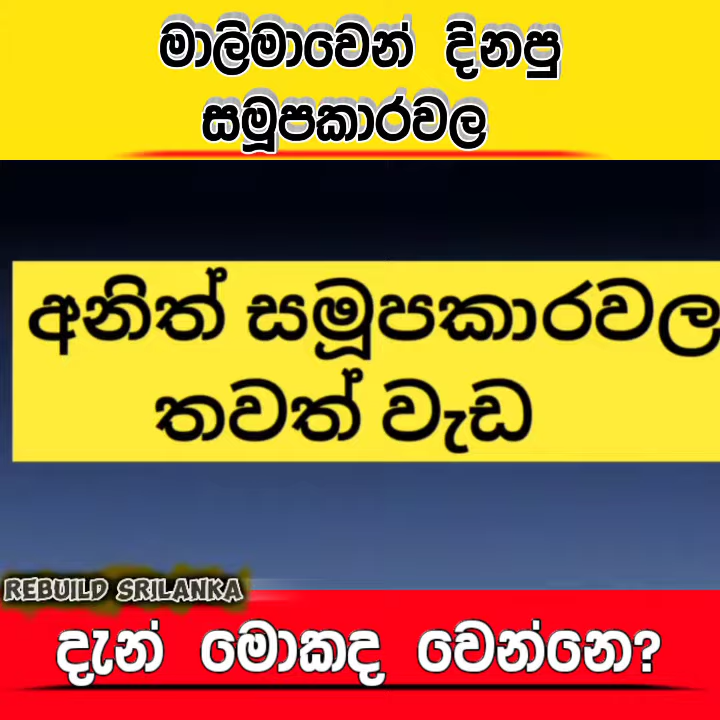 මාලිමාවෙන් දිනපු
සමූපකාරවල
අනිත් සමූපකාරවල
තවත් වැඩ
REBUILD SRILANKA
දැන් මොකද වෙන්නෙ?